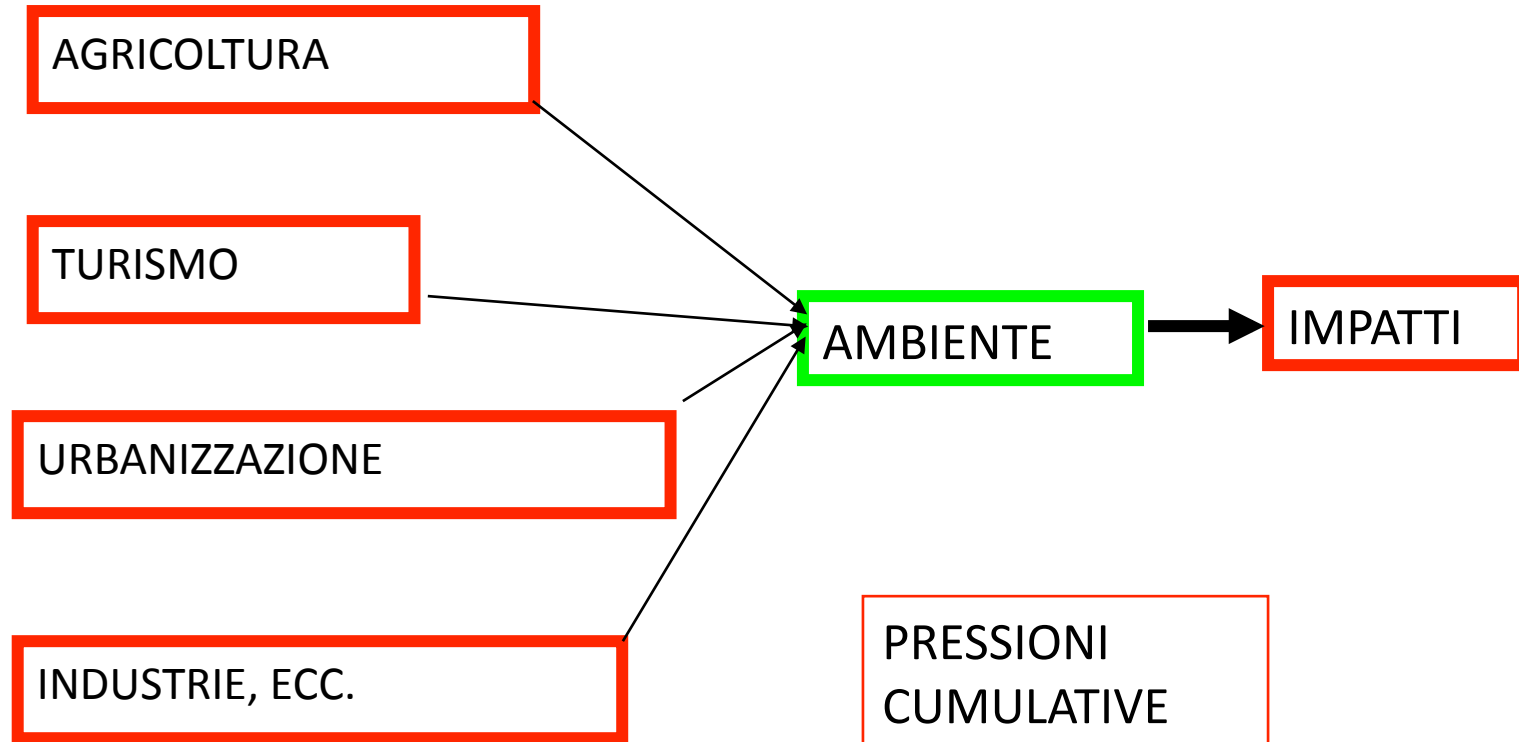 AGRICOLTURA
TURISMO
AMBIENTE
IMPATTI
URBANIZZAZIONE
INDUSTRIE, ECC.
PRESSIONI
CUMULATIVE